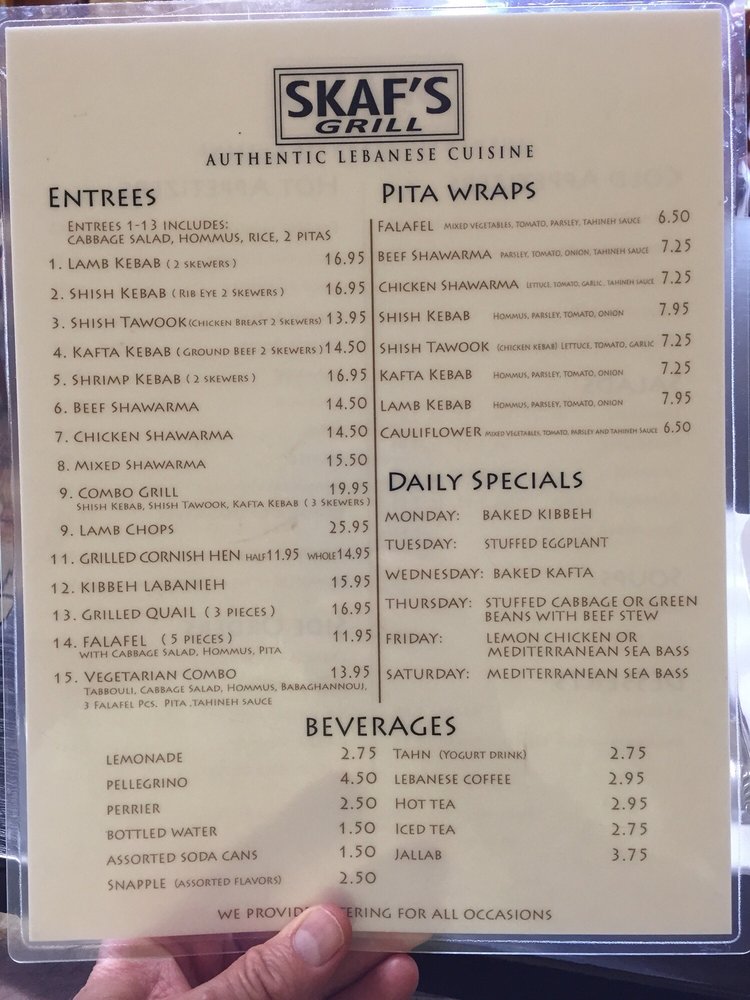 SKAF'S
GRILL
AUTHENTIC LEBANESE CUISINE
ENTREES
ENTREES 1-13 INCLUDES:
CABBAGE SALAD, HOMMUS, RICE, 2 PITAS
1. LAMB KEBAB (2 SKEWERS) 16.95
2. SHISH KEBAB (RIB EYE 2 SKEWERS) 16.95
3. SHISH TAWOOK (CHICKEN BREAST 2 SKEWERS) 13.95
4. KAFTA KEBAB (GROUND BEEF 2 SKEWERS) 14.50
5. SHRIMP KEBAB (2 SKEWERS) 16.95
6. BEEF SHAWARMA 14.50
7. CHICKEN SHAWARMA 14.50
8. MIXED SHAWARMA 15.50
9. COMBO GRILL 19.95
SHISH KEBAB, SHISH TAWOOK, KAFTA KEBAB (3 SKEWERS)
9. LAMB CHOPS 25.95
11. GRILLED CORNISH HEN HALF 11.95 WHOLE 14.95
12. KIBBEH LABANIEH 15.95
13. GRILLED QUAIL (3 PIECES) 16.95
14. FALAFEL (5 PIECES) 11.95
WITH CABBAGE SALAD, HOMMUS, PITA
15. VEGETARIAN COMBO 13.95
TABBOULI, CABBAGE SALAD, HOMMUS, BABAGHANNOUJ,
3 FALAFEL PCS. PITA ,TAHINEH SAUCE
PITA WRAPS
FALAFEL MIXED VEGETABLES, TOMATO, PARSLEY, TAHINEH SAUCE 6.50
BEEF SHAWARMA PARSLEY, TOMATO, ONION, TAHINEH SAUCE 7.25
CHICKEN SHAWARMA LETTUCE, TOMATO, GARLIC, TAHINEH SAUCE 7.25
SHISH KEBAB HOMMUS, PARSLEY, TOMATO, ONION 7.95
SHISH TAWOOK (CHICKEN KEBAB) LETTUCE, TOMATO, GARLIC 7.25
KAFTA KEBAB HOMMUS, PARSLEY, TOMATO, ONION 7.25
LAMB KEBAB HOMMUS, PARSLEY, TOMATO, ONION 7.95
CAULIFLOWER MIXED VEGETABLES, TOMATO, PARSLEY AND TAHINEH SAUCE 6.50
DAILY SPECIALS
MONDAY: BAKED KIBBEH
TUESDAY: STUFFED EGGPLANT
WEDNESDAY: BAKED KAFTA
THURSDAY: STUFFED CABBAGE OR GREEN
BEANS WITH BEEF STEW
FRIDAY: LEMON CHICKEN OR
MEDITERRANEAN SEA BASS
SATURDAY: MEDITERRANEAN SEA BASS
BEVERAGES
LEMONADE 2.75
PELLEGRINO 4.50
PERRIER 2.50
BOTTLED WATER 1.50
ASSORTED SODA CANS 1.50
SNAPPLE (ASSORTED FLAVORS) 2.50
TAHN (YOGURT DRINK) 2.75
LEBANESE COFFEE 2.95
HOT TEA 2.95
ICED TEA 2.75
JALLAB 3.75
WE PROVIDE CATERING FOR ALL OCCASIONS